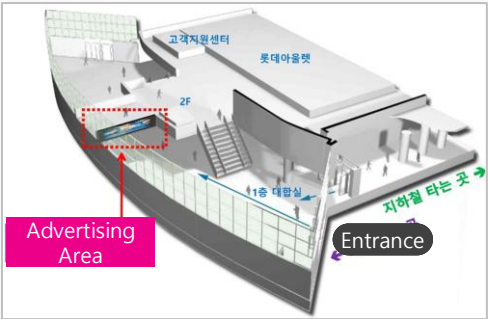 고객지원센터
롯데아울렛
2F
1층 대합실
지하철 타는 곳
Advertising
Area
Entrance